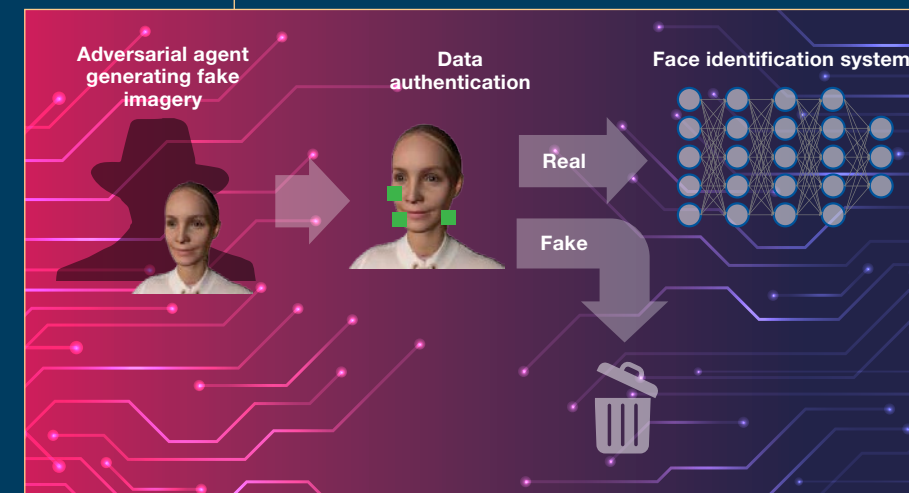 Adversarial agent
generating fake
imagery
Data
authentication
Face identification system
Real
Fake